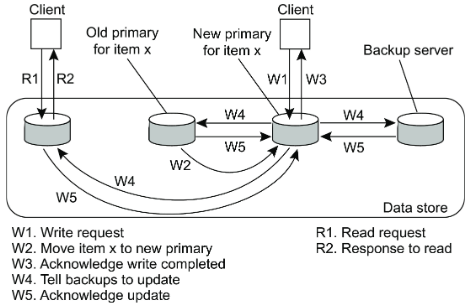 Client
Client
Old primary
for item x
New primary
for item x
Backup server
R1
R2
W1
W3
W4
W5
W4
W5
W2
W4
W5
Data store
W1. Write request
W2. Move item x to new primary
W3. Acknowledge write completed
W4. Tell backups to update
W5. Acknowledge update
R1. Read request
R2. Response to read